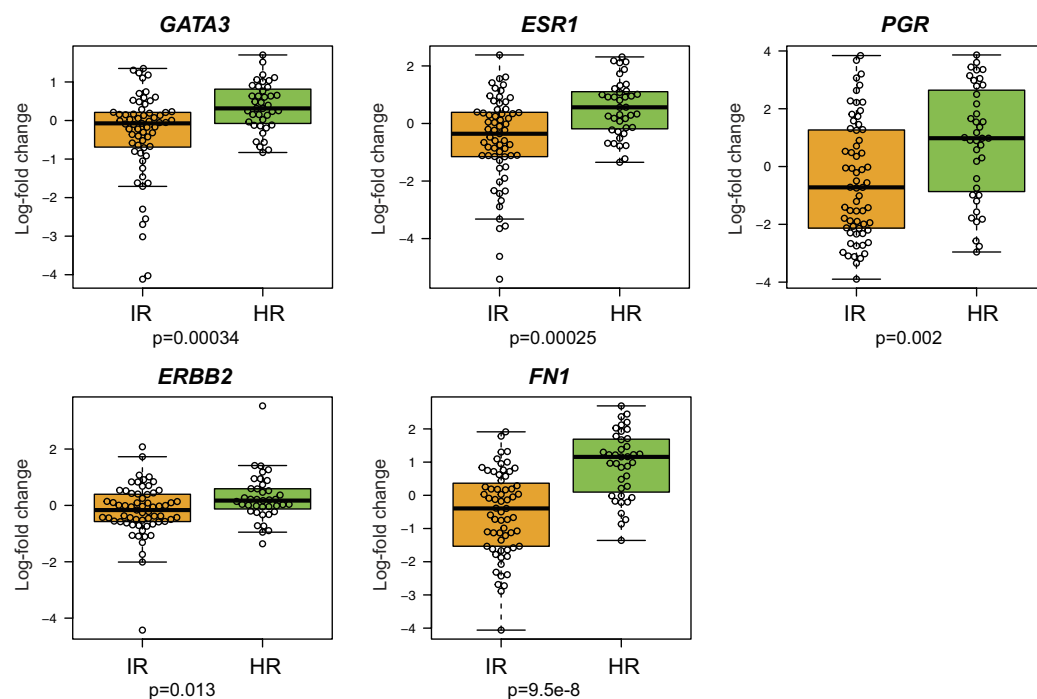 GATA3
ESR1
PGR
Log-fold change
1
0
−1
−2
−3
−4
IR
HR
p=0.00034
Log-fold change
2
0
−2
−4
IR
HR
p=0.00025
Log-fold change
4
2
0
−2
−4
IR
HR
p=0.002
ERBB2
FN1
Log-fold change
2
0
−2
−4
IR
HR
p=0.013
Log-fold change
2
1
0
−1
−2
−3
−4
IR
HR
p=9.5e-8